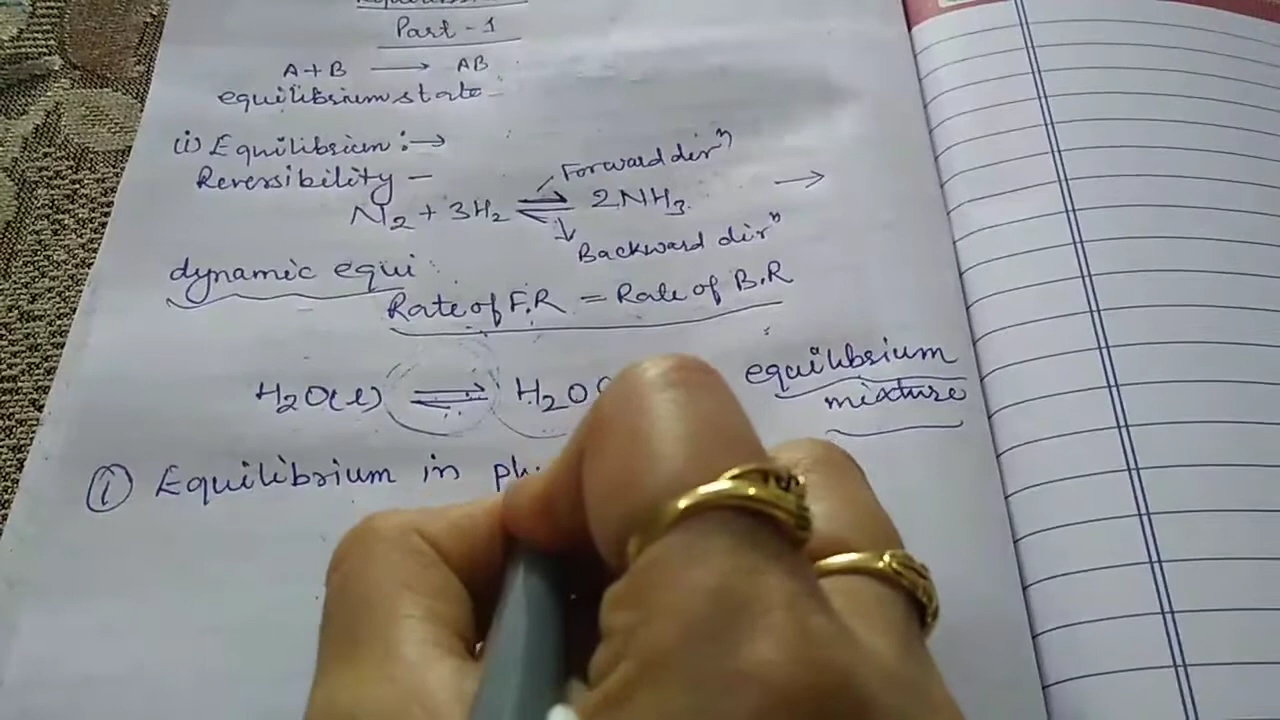 Part - 1
A + B ⟶ AB
equilibrium state
(i) Equilibrium :→
Reversibility –
Forward dirⁿ
N₂ + 3H₂ ⇌ 2NH₃ →
Backward dirⁿ
dynamic equi
Rate of F.R = Rate of B.R
equilibrium
mixture
H₂O(l) ⇌ H₂O
(i) Equilibrium in